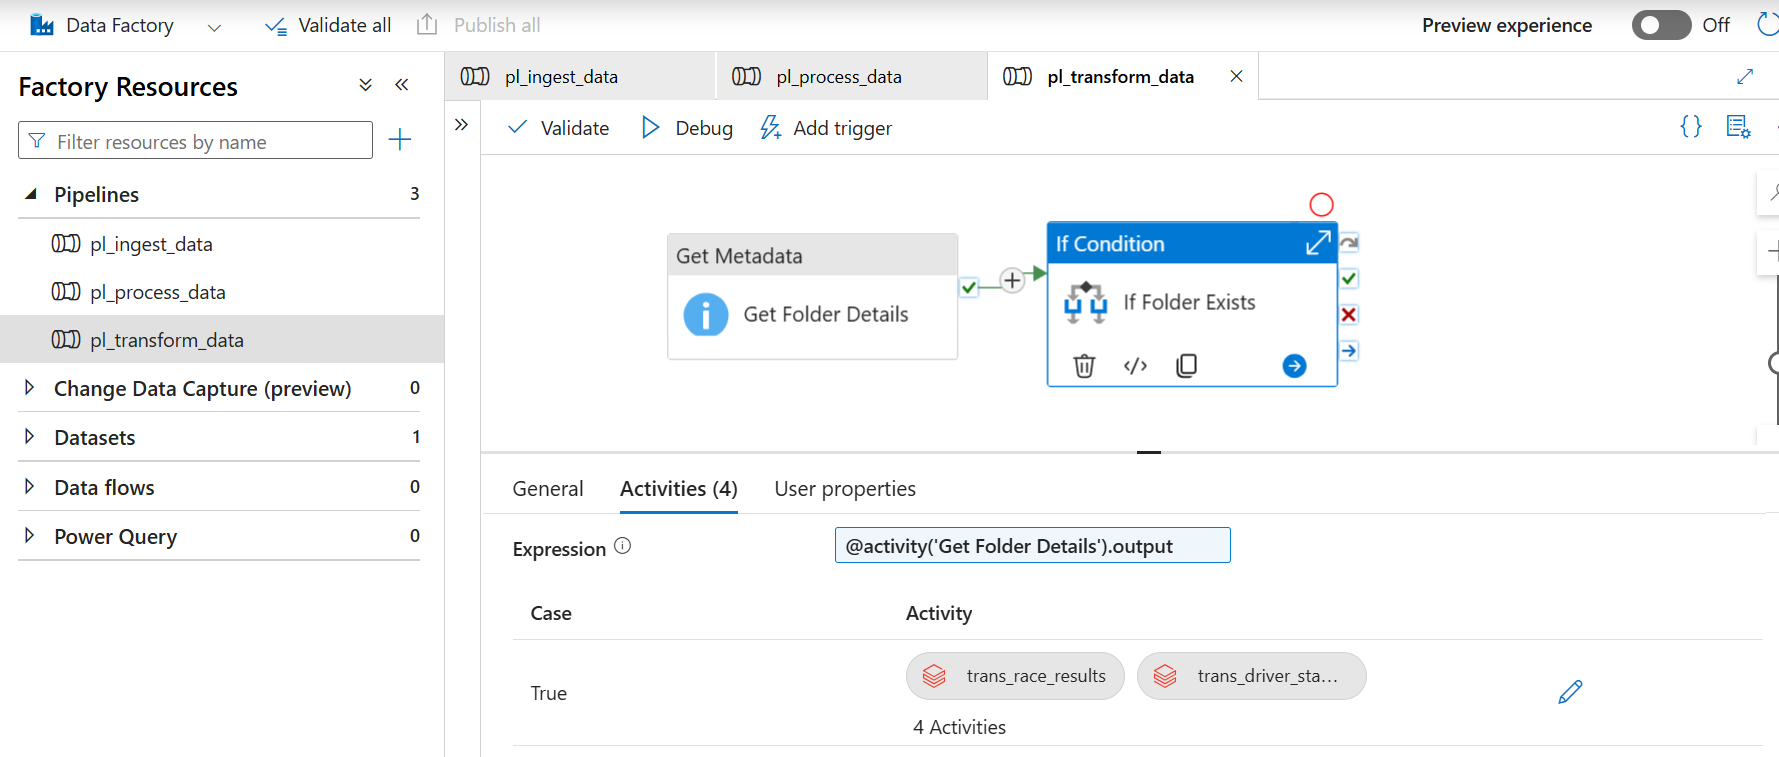 Data Factory
Validate all
Publish all
Preview experience
Off
Factory Resources
Filter resources by name
Pipelines 3
pl_ingest_data
pl_process_data
pl_transform_data
Change Data Capture (preview) 0
Datasets 1
Data flows 0
Power Query 0
pl_ingest_data
pl_process_data
pl_transform_data
Validate
Debug
Add trigger
{}
Get Metadata
Get Folder Details
If Condition
If Folder Exists
General
Activities (4)
User properties
Expression
@activity('Get Folder Details').output
Case Activity
True
trans_race_results
trans_driver_sta...
4 Activities